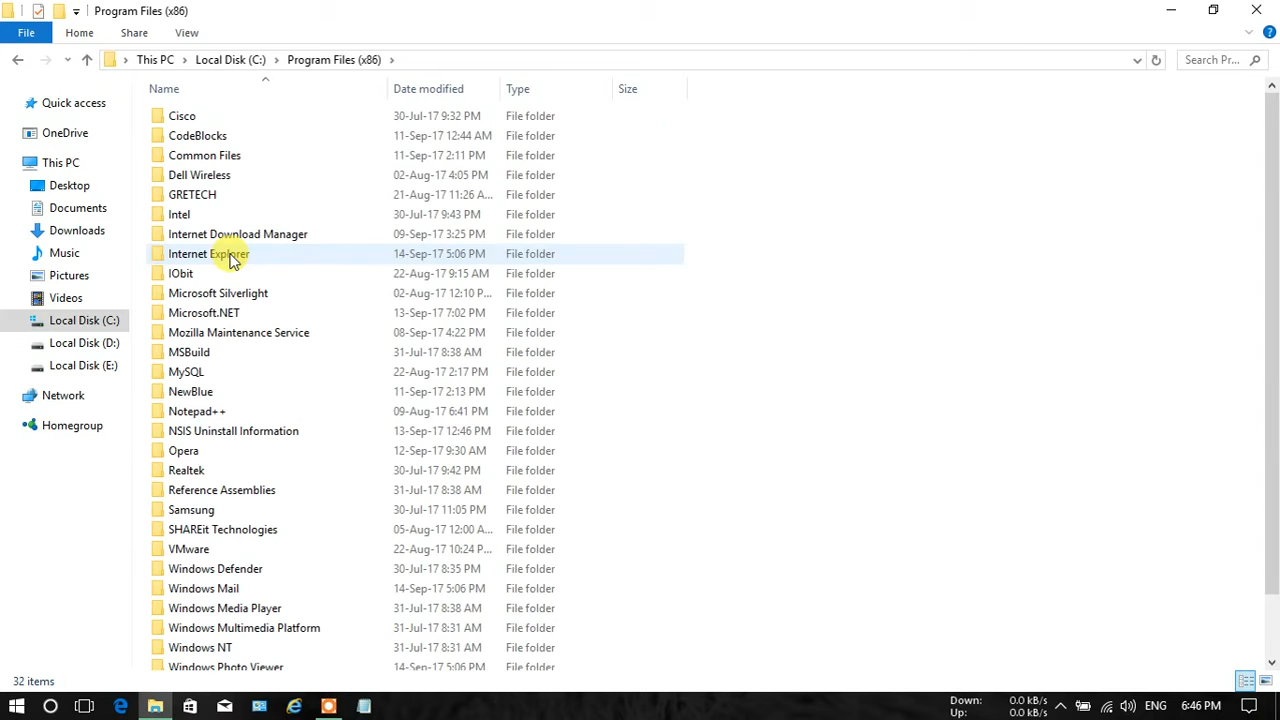 Program Files (x86)
File Home Share View
This PC Local Disk (C:) Program Files (x86) Search Pr...
Name Date modified Type Size
Quick access
OneDrive
This PC
Desktop
Documents
Downloads
Music
Pictures
Videos
Local Disk (C:)
Local Disk (D:)
Local Disk (E:)
Network
Homegroup
Cisco 30-Jul-17 9:32 PM File folder
CodeBlocks 11-Sep-17 12:44 AM File folder
Common Files 11-Sep-17 2:11 PM File folder
Dell Wireless 02-Aug-17 4:05 PM File folder
GRETECH 21-Aug-17 11:26 A... File folder
Intel 30-Jul-17 9:43 PM File folder
Internet Download Manager 09-Sep-17 3:25 PM File folder
Internet Explorer 14-Sep-17 5:06 PM File folder
IObit 22-Aug-17 9:15 AM File folder
Microsoft Silverlight 02-Aug-17 12:10 P... File folder
Microsoft.NET 13-Sep-17 7:02 PM File folder
Mozilla Maintenance Service 08-Sep-17 4:22 PM File folder
MSBuild 31-Jul-17 8:38 AM File folder
MySQL 22-Aug-17 2:17 PM File folder
NewBlue 11-Sep-17 2:13 PM File folder
Notepad++ 09-Aug-17 6:41 PM File folder
NSIS Uninstall Information 13-Sep-17 12:46 PM File folder
Opera 12-Sep-17 9:30 AM File folder
Realtek 30-Jul-17 9:42 PM File folder
Reference Assemblies 31-Jul-17 8:38 AM File folder
Samsung 30-Jul-17 11:05 PM File folder
SHAREit Technologies 05-Aug-17 12:00 A... File folder
VMware 22-Aug-17 10:24 P... File folder
Windows Defender 30-Jul-17 8:35 PM File folder
Windows Mail 14-Sep-17 5:06 PM File folder
Windows Media Player 31-Jul-17 8:38 AM File folder
Windows Multimedia Platform 31-Jul-17 8:31 AM File folder
Windows NT 31-Jul-17 8:31 AM File folder
Windows Photo Viewer 14-Sep-17 5:06 PM File folder
32 items
Down: 0.0 kB/s
Up: 0.0 kB/s
ENG 6:46 PM